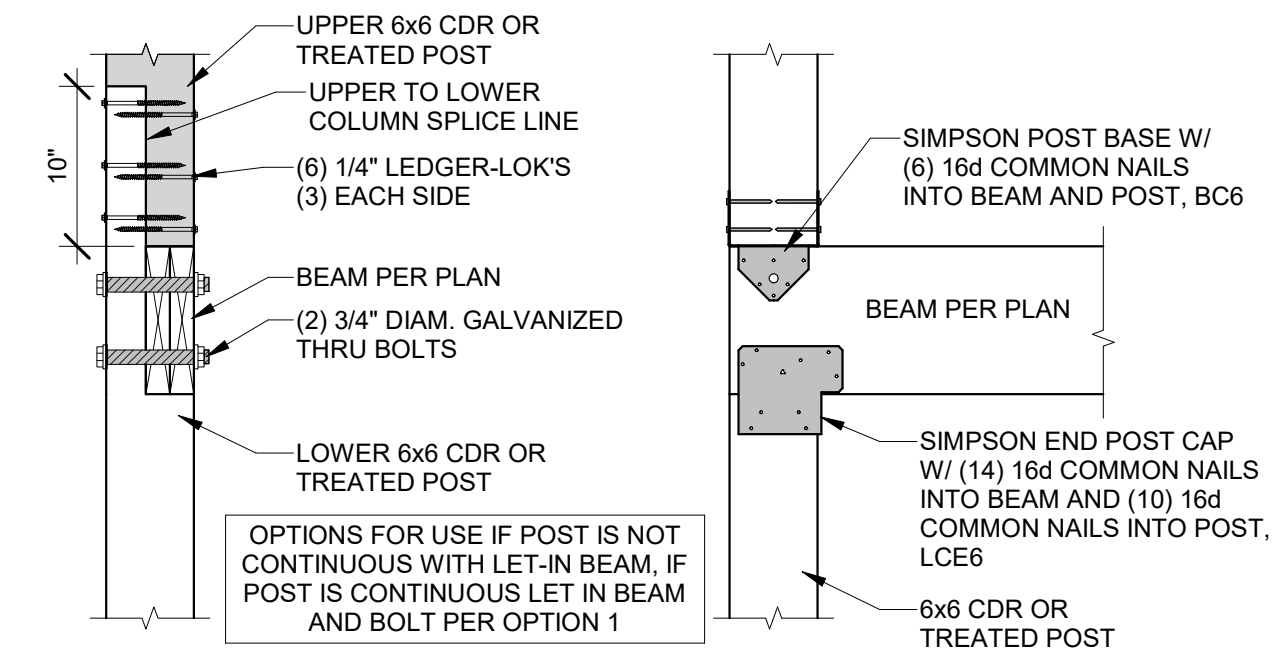 UPPER 6x6 CDR OR
TREATED POST
UPPER TO LOWER
COLUMN SPLICE LINE
10"
(6) 1/4" LEDGER-LOK'S
(3) EACH SIDE
BEAM PER PLAN
(2) 3/4" DIAM. GALVANIZED
THRU BOLTS
LOWER 6x6 CDR OR
TREATED POST
OPTIONS FOR USE IF POST IS NOT
CONTINUOUS WITH LET-IN BEAM, IF
POST IS CONTINUOUS LET IN BEAM
AND BOLT PER OPTION 1
SIMPSON POST BASE W/
(6) 16d COMMON NAILS
INTO BEAM AND POST, BC6
BEAM PER PLAN
SIMPSON END POST CAP
W/ (14) 16d COMMON NAILS
INTO BEAM AND (10) 16d
COMMON NAILS INTO POST,
LCE6
6x6 CDR OR
TREATED POST